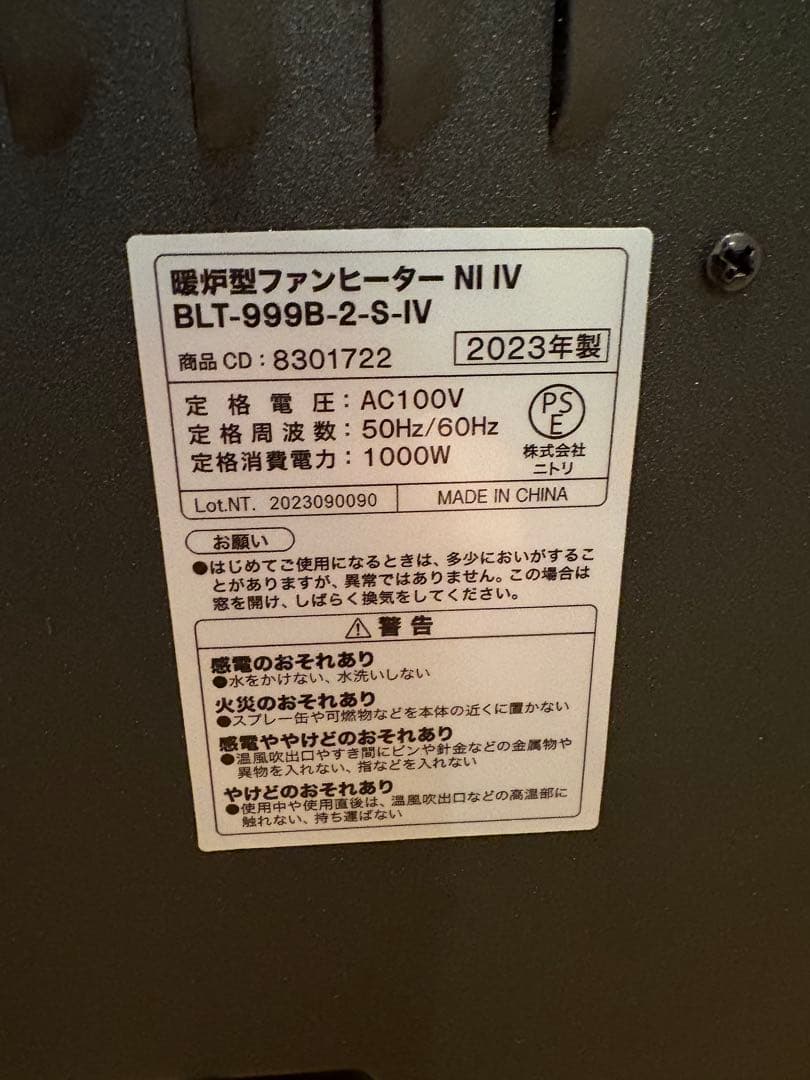 暖炉型ファンヒーター NI IV
BLT-999B-2-S-IV
商品CD：8301722
2023年製
定格電圧：AC100V
定格周波数：50Hz/60Hz
定格消費電力：1000W
PS
E
株式会社
ニトリ
Lot.NT. 2023090090
MADE IN CHINA
お願い
●はじめてご使用になるときは、多少においがするこ
とがありますが、異常ではありません。この場合は
窓を開け、しばらく換気をしてください。
⚠警告
感電のおそれあり
●水をかけない、水洗いしない
火災のおそれあり
●スプレー缶や可燃物などを本体の近くに置かない
感電ややけどのおそれあり
●温風吹出口やすき間にピンや針金などの金属物や
異物を入れない、指などを入れない
やけどのおそれあり
●使用中や使用直後は、温風吹出口などの高温部に
触れない、持ち運ばない